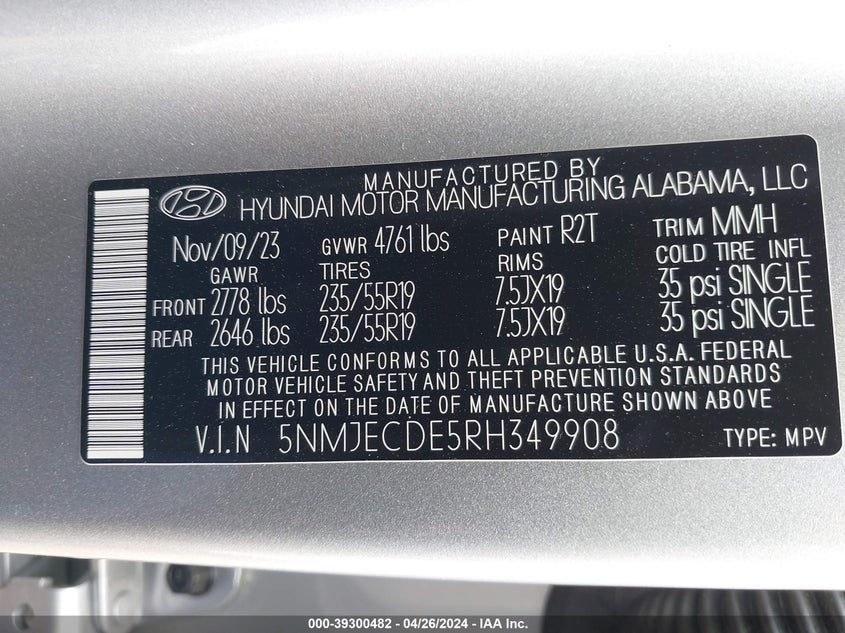 MANUFACTURED BY
HYUNDAI MOTOR MANUFACTURING ALABAMA, LLC
Nov/09/23 GVWR 4761 lbs PAINT R2T TRIM MMH
GAWR TIRES RIMS COLD TIRE INFL
FRONT 2778 lbs 235/55R19 7.5JX19 35 psi SINGLE
REAR 2646 lbs 235/55R19 7.5JX19 35 psi SINGLE
THIS VEHICLE CONFORMS TO ALL APPLICABLE U.S.A. FEDERAL
MOTOR VEHICLE SAFETY AND THEFT PREVENTION STANDARDS
IN EFFECT ON THE DATE OF MANUFACTURE SHOWN ABOVE
V.I.N 5NMJECDE5RH349908 TYPE: MPV
000-39300482 - 04/26/2024 - IAA Inc.